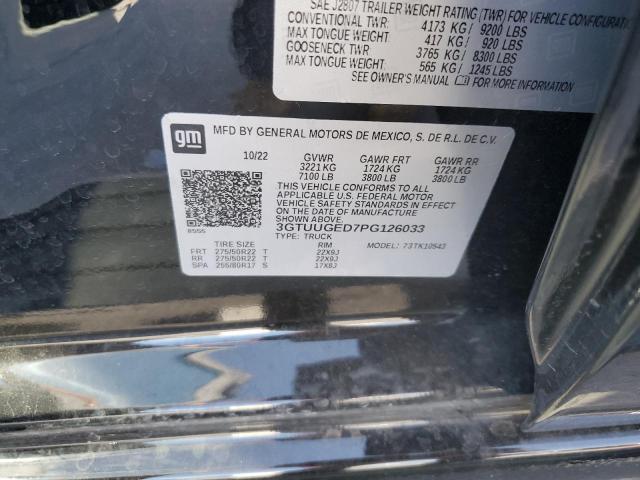 SAE J2807 TRAILER WEIGHT RATING (TWR) FOR VEHICLE CONFIGURATION
CONVENTIONAL TWR: 4173 KG / 9200 LBS
MAX TONGUE WEIGHT: 417 KG / 920 LBS
GOOSENECK TWR 3765 KG / 8300 LBS
MAX TONGUE WEIGHT: 565 KG / 1245 LBS
SEE OWNER'S MANUAL FOR MORE INFORMATION
gm MFD BY GENERAL MOTORS DE MEXICO, S. DE R.L. DE C.V.
10/22 GVWR GAWR FRT GAWR RR
3221 KG 1724 KG 1724 KG
7100 LB 3800 LB 3800 LB
THIS VEHICLE CONFORMS TO ALL
APPLICABLE U.S. FEDERAL MOTOR
VEHICLE SAFETY STANDARDS IN EFFECT
ON THE DATE OF MANUFACTURE
SHOWN ABOVE.
3GTUUGED7PG126033
TYPE: TRUCK MODEL: 73TK10543
TIRE SIZE RIM
FRT 275/50R22 T 22X9J
RR 275/50R22 T 22X9J
SPA 255/80R17 S 17X8J